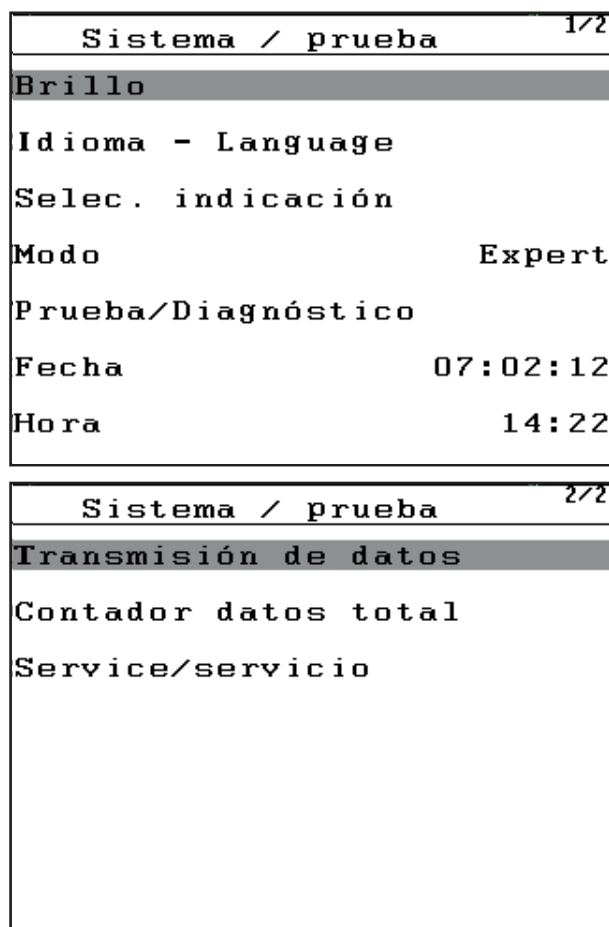 Sistema / prueba 1/2
Brillo
Idioma - Language
Selec. indicación
Modo Expert
Prueba/Diagnóstico
Fecha 07:02:12
Hora 14:22
Sistema / prueba 2/2
Transmisión de datos
Contador datos total
Service/servicio